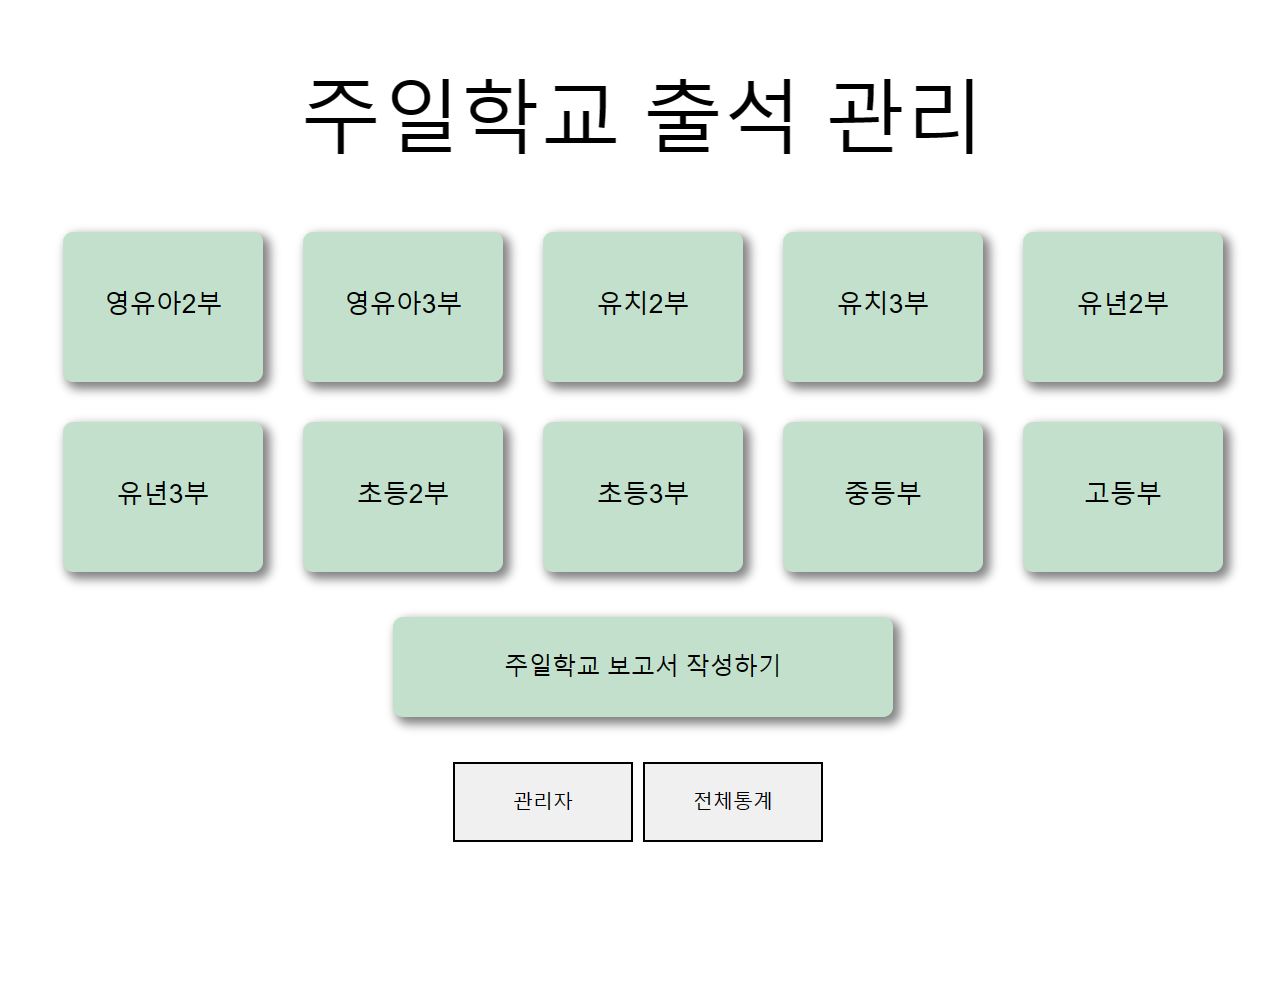 주일학교 출석 관리
영유아2부
영유아3부
유치2부
유치3부
유년2부
유년3부
초등2부
초등3부
중등부
고등부
주일학교 보고서 작성하기
관리자
전체통계